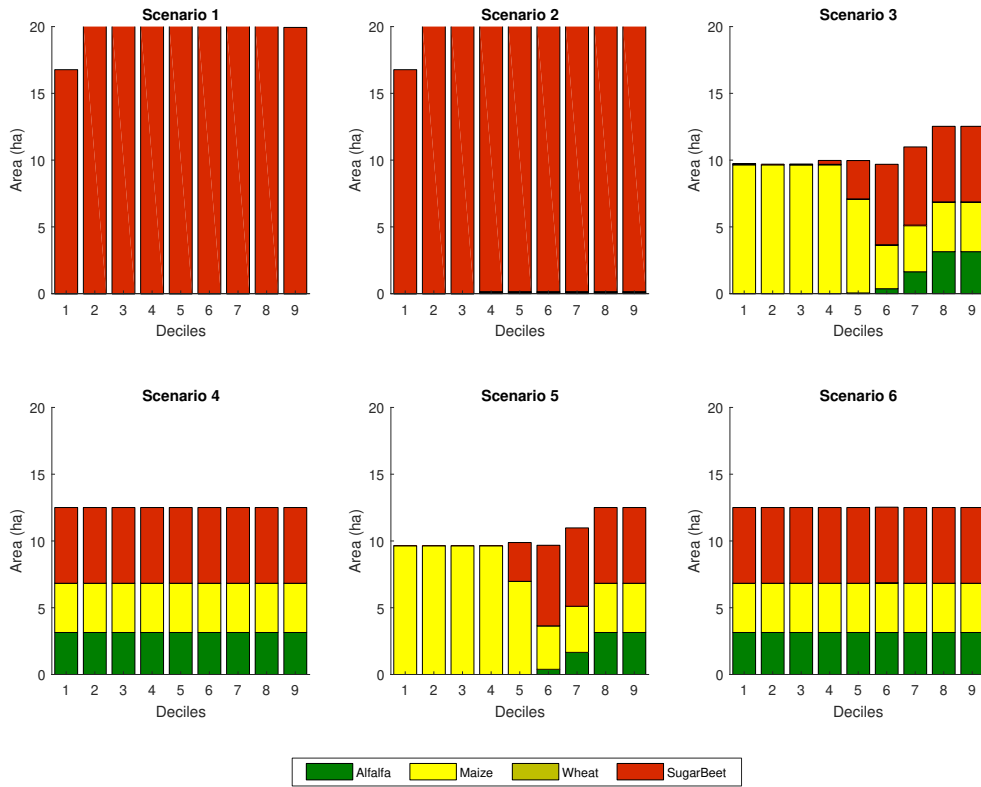 Scenario 1
20
15
10
5
0
Area (ha)
1 2 3 4 5 6 7 8 9
Deciles
Scenario 2
20
15
10
5
0
Area (ha)
1 2 3 4 5 6 7 8 9
Deciles
Scenario 3
20
15
10
5
0
Area (ha)
1 2 3 4 5 6 7 8 9
Deciles
Scenario 4
20
15
10
5
0
Area (ha)
1 2 3 4 5 6 7 8 9
Deciles
Scenario 5
20
15
10
5
0
Area (ha)
1 2 3 4 5 6 7 8 9
Deciles
Scenario 6
20
15
10
5
0
Area (ha)
1 2 3 4 5 6 7 8 9
Deciles
Alfalfa Maize Wheat SugarBeet